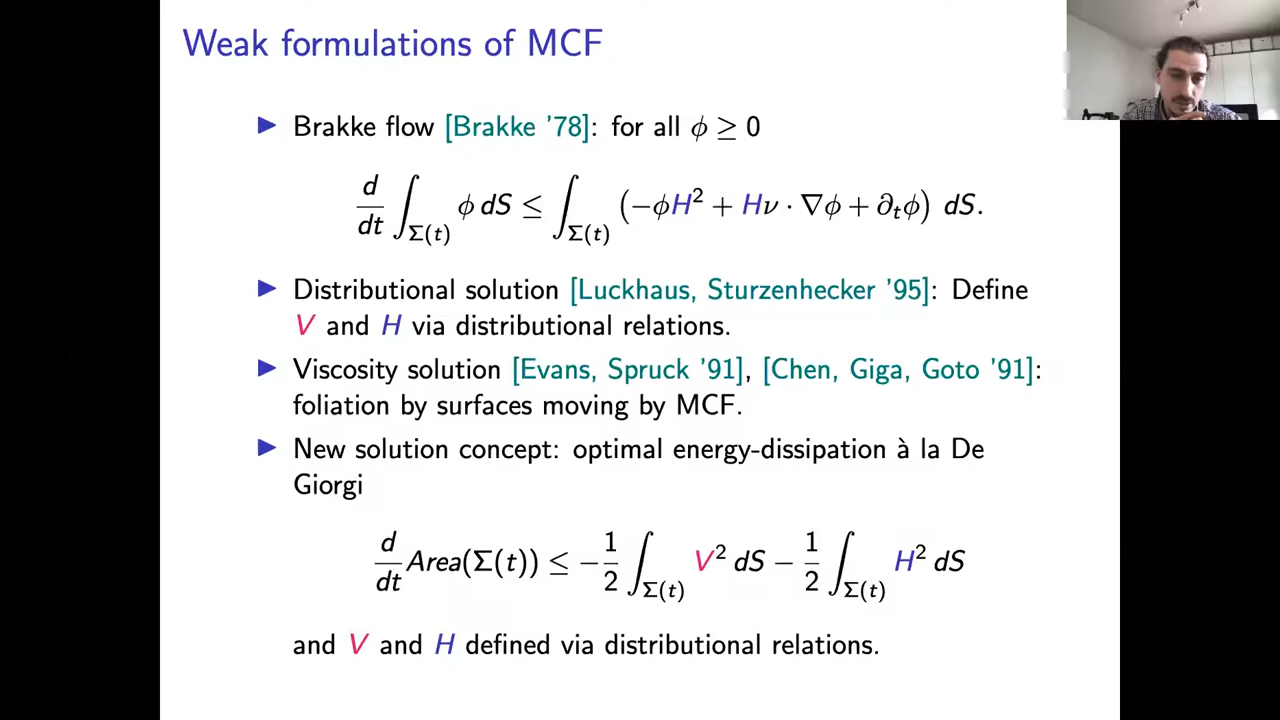 Weak formulations of MCF
▶ Brakke flow [Brakke '78]: for all ϕ ≥ 0
d/dt ∫_{Σ(t)} ϕ dS ≤ ∫_{Σ(t)} (−ϕH² + Hν · ∇ϕ + ∂ₜϕ) dS.
▶ Distributional solution [Luckhaus, Sturzenhecker '95]: Define
V and H via distributional relations.
▶ Viscosity solution [Evans, Spruck '91], [Chen, Giga, Goto '91]:
foliation by surfaces moving by MCF.
▶ New solution concept: optimal energy-dissipation à la De
Giorgi
d/dt Area(Σ(t)) ≤ −1/2 ∫_{Σ(t)} V² dS − 1/2 ∫_{Σ(t)} H² dS
and V and H defined via distributional relations.